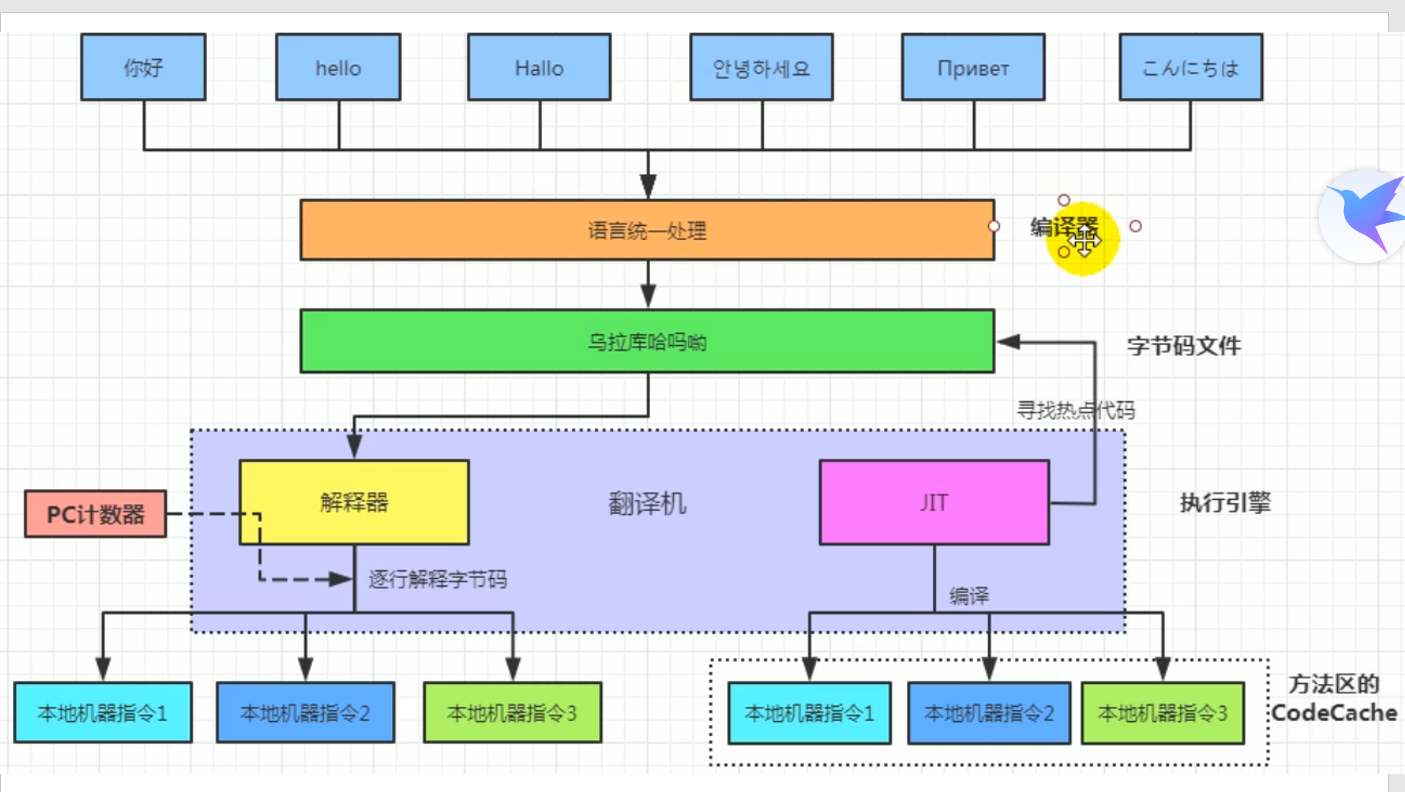 你好
hello
Hallo
안녕하세요
Привет
こんにちは
语言统一处理
编译器
乌拉库哈吗哟
字节码文件
寻找热点代码
解释器
翻译机
JIT
执行引擎
PC计数器
逐行解释字节码
编译
本地机器指令1
本地机器指令2
本地机器指令3
本地机器指令1
本地机器指令2
本地机器指令3
方法区的
CodeCache